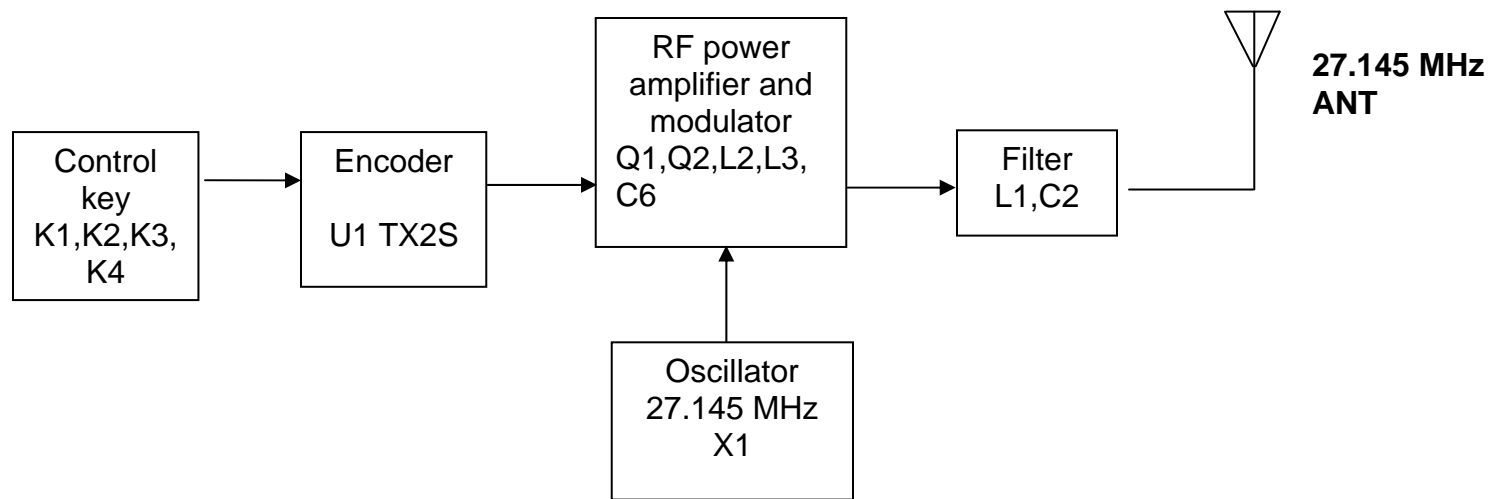 Control
key
K1,K2,K3,
K4
Encoder
U1 TX2S
RF power
amplifier and
modulator
Q1,Q2,L2,L3,
C6
Oscillator
27.145 MHz
X1
Filter
L1,C2
27.145 MHz
ANT